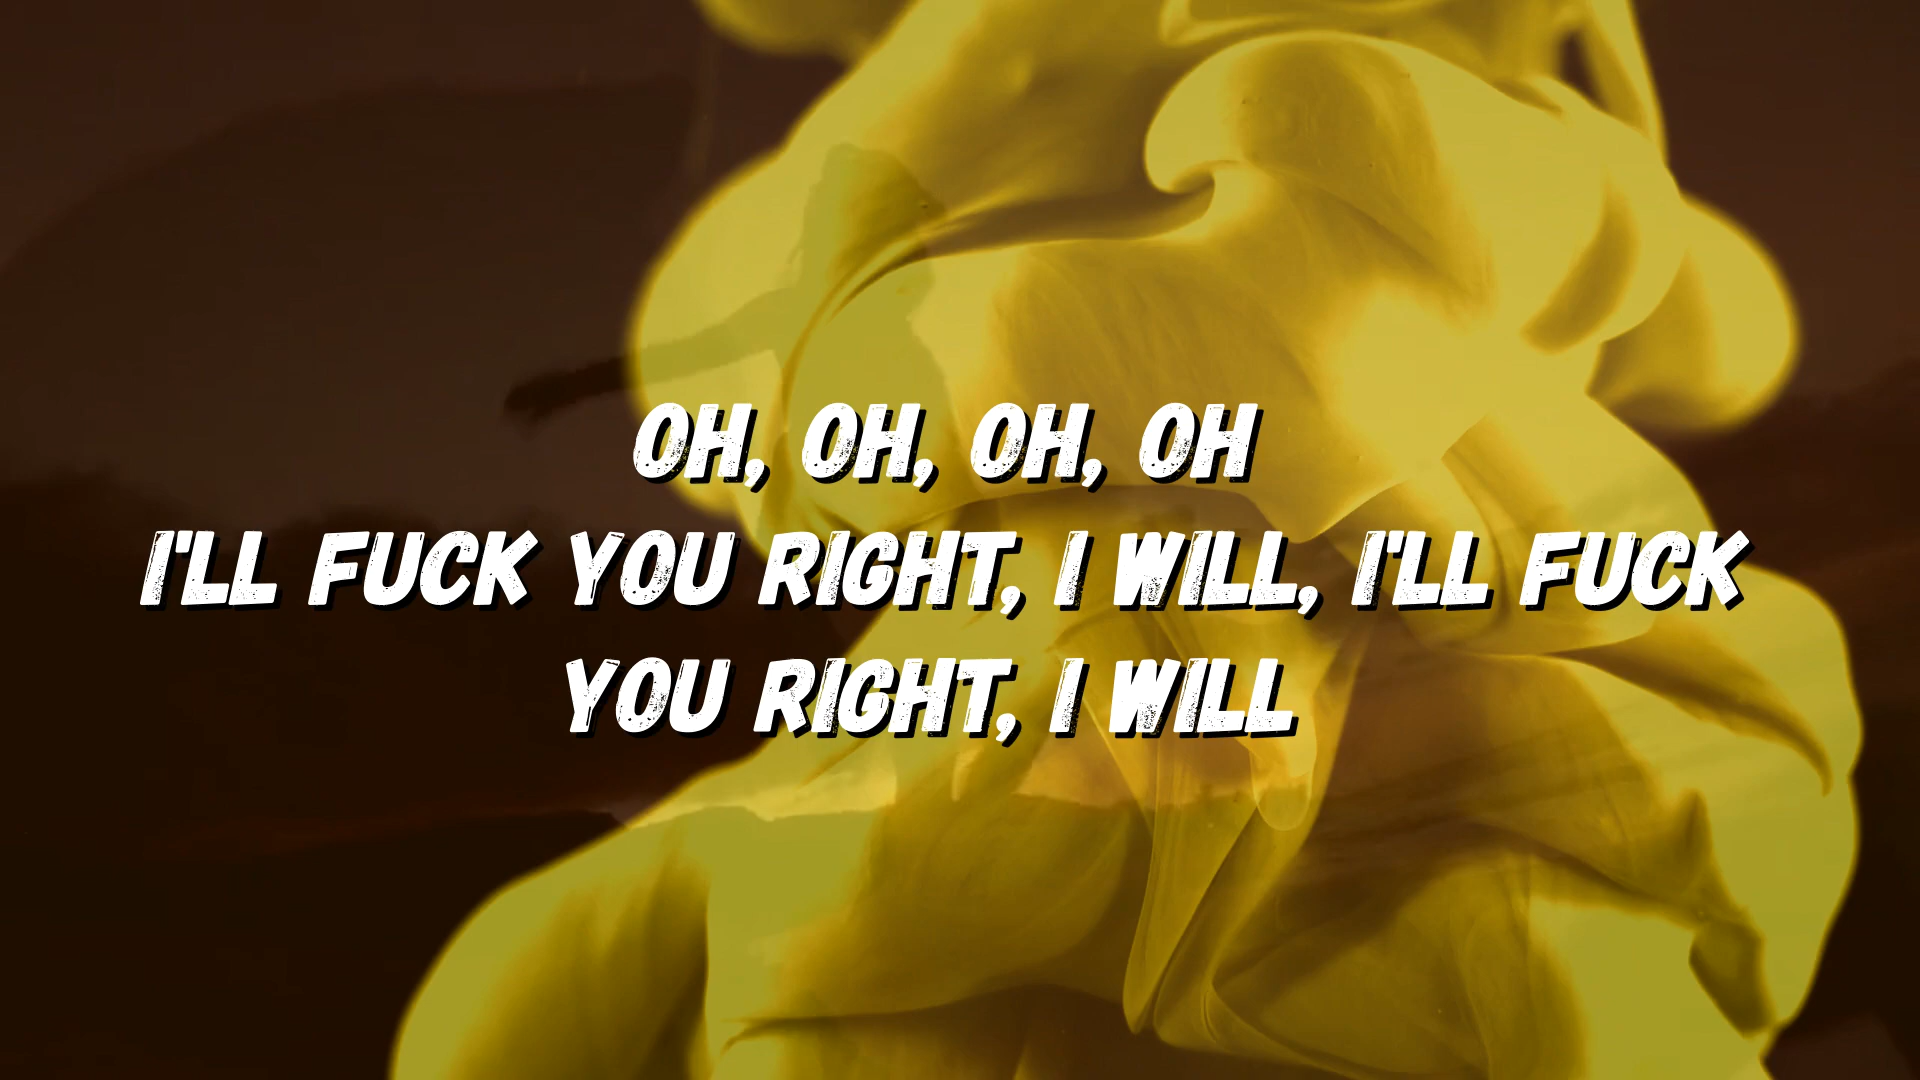 OH, OH, OH, OH
I'LL FUCK YOU RIGHT, I WILL, I'LL FUCK
YOU RIGHT, I WILL